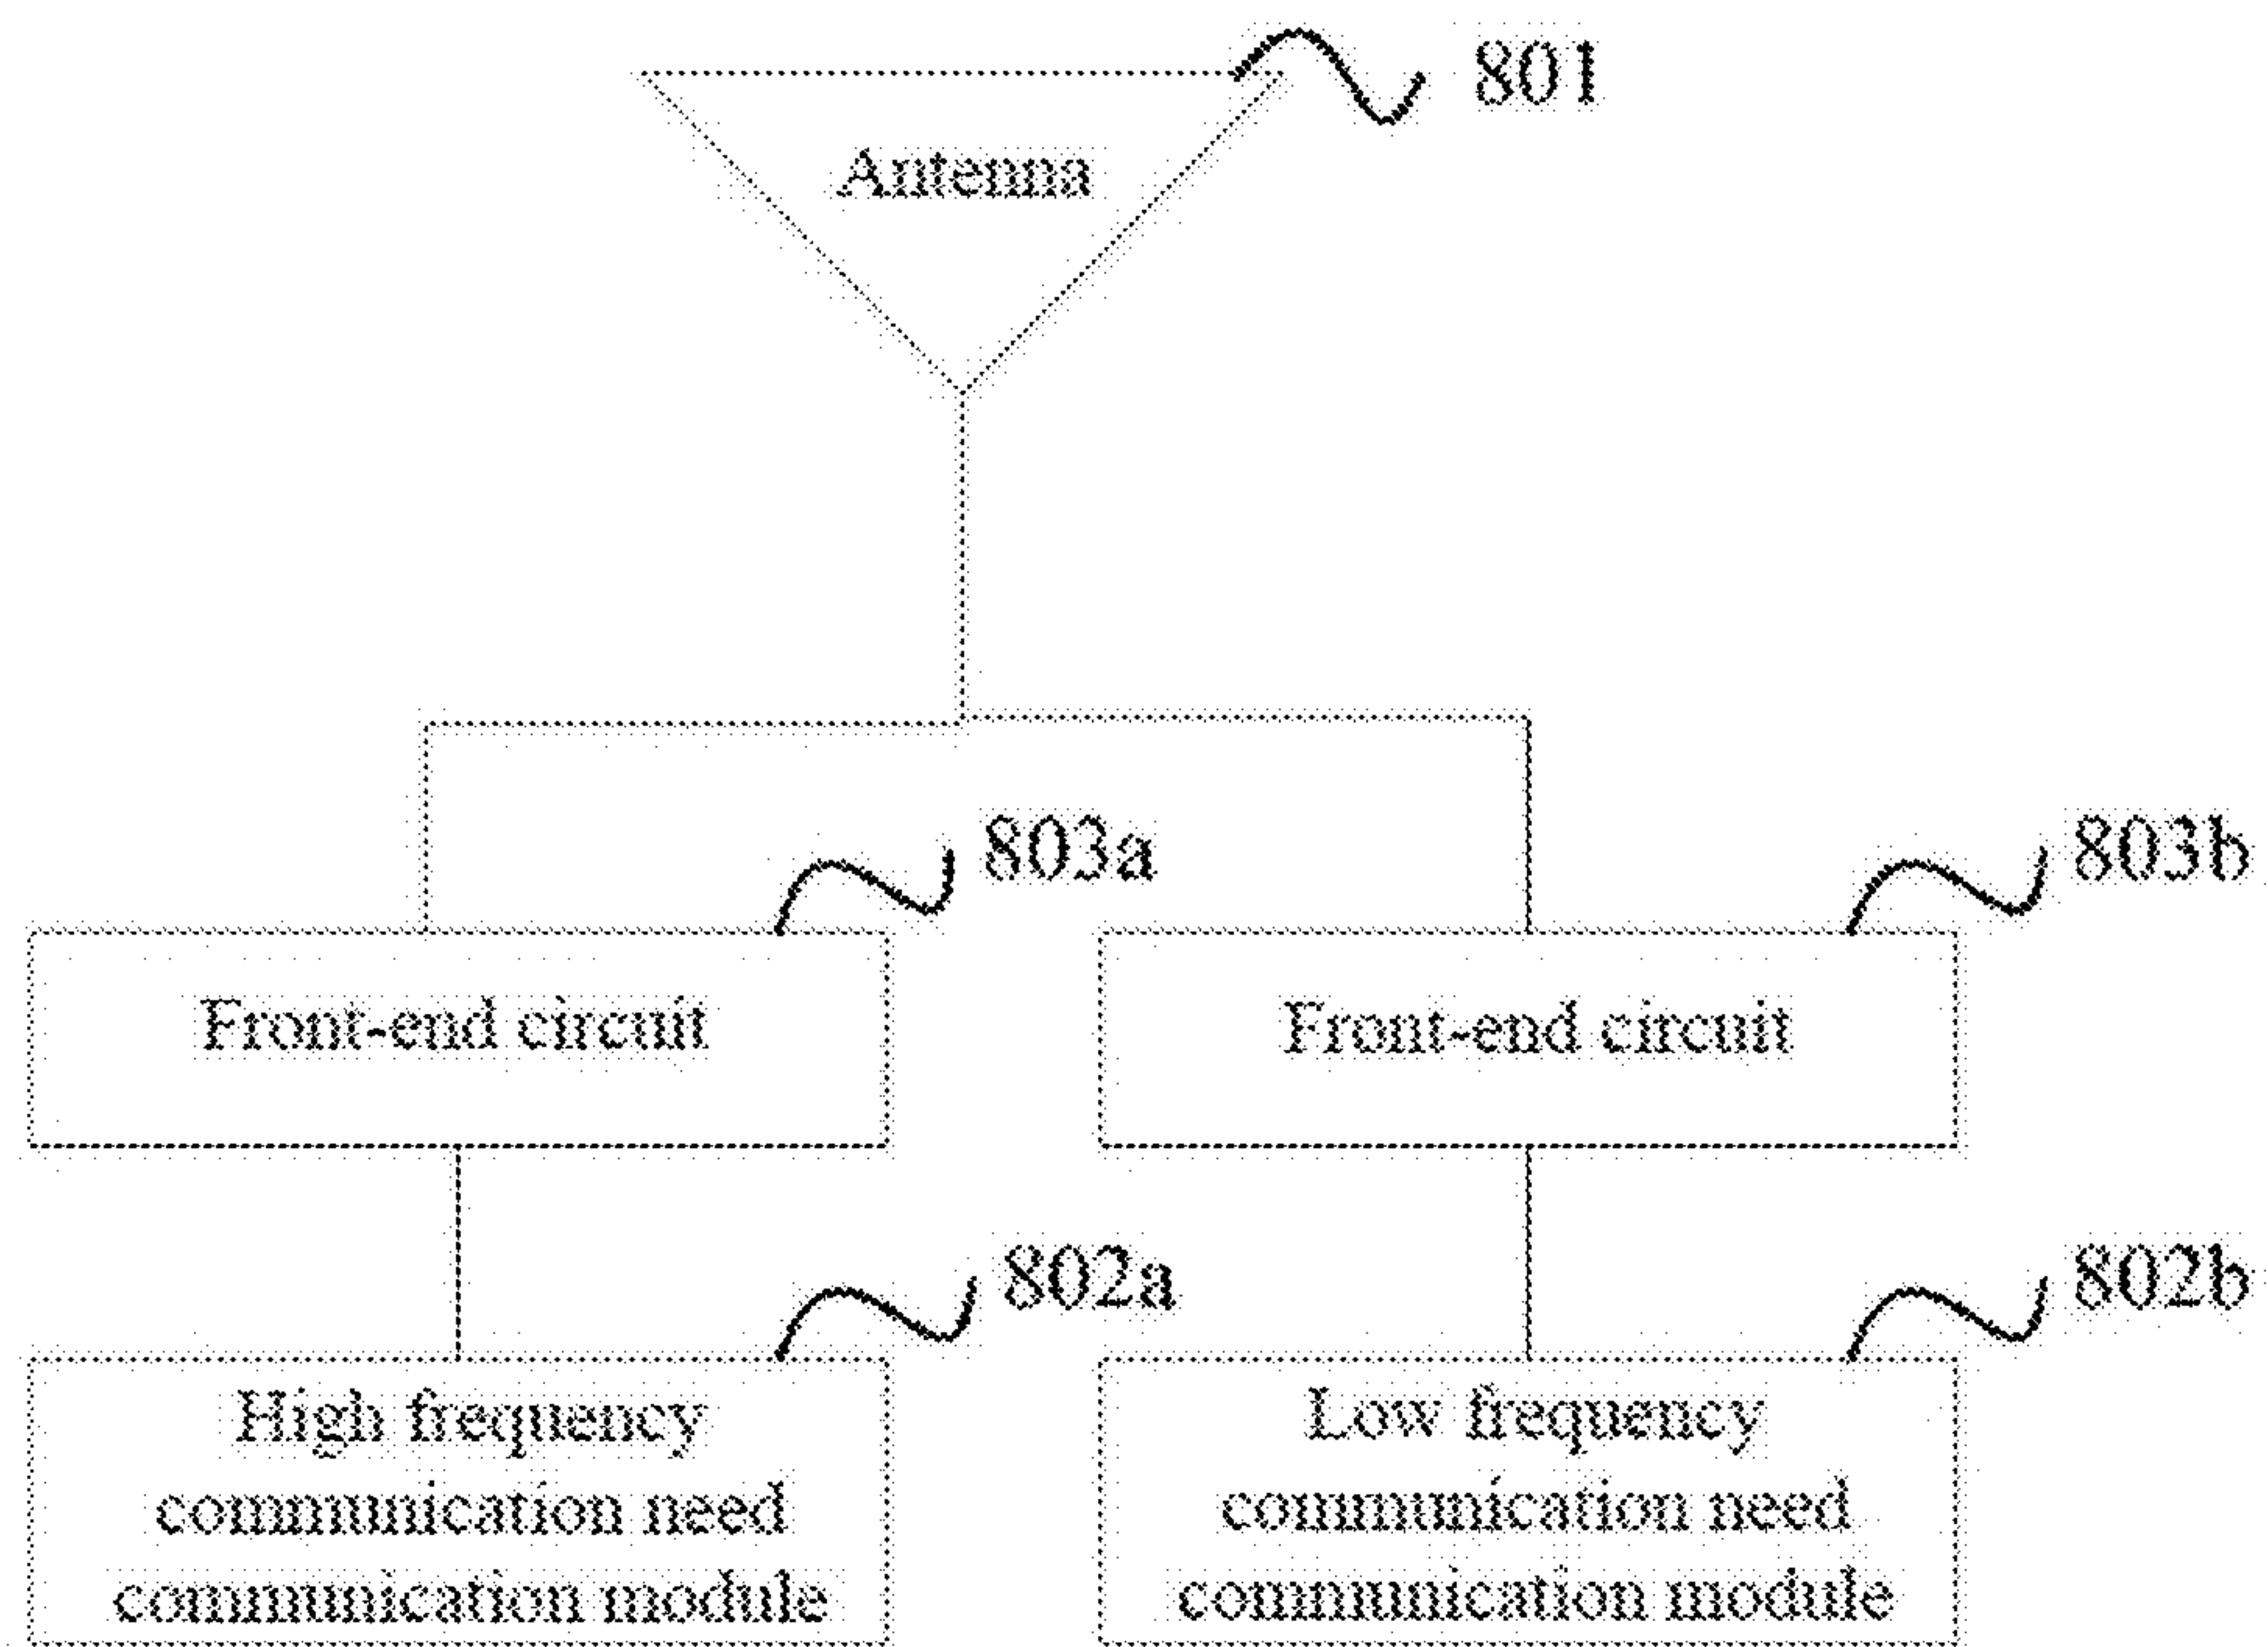 801
Antenna
803a
803b
Front-end circuit
Front-end circuit
802a
802b
High frequency
communication need
communication module
Low frequency
communication need
communication module